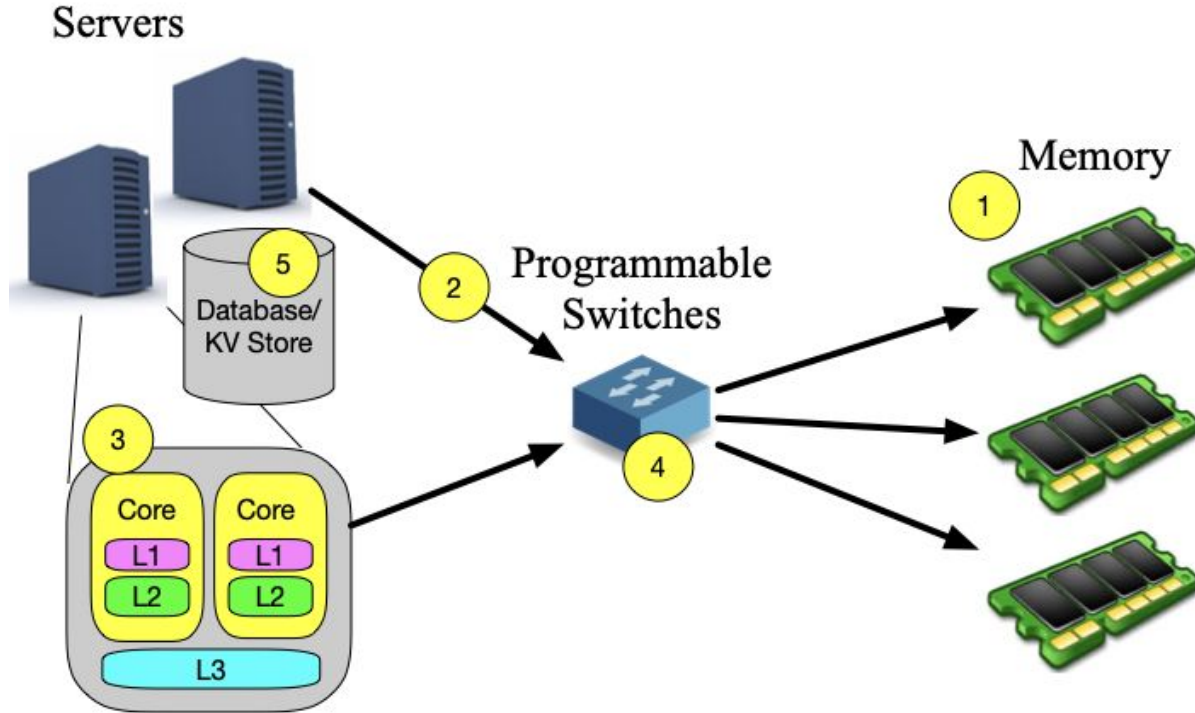 Servers
Memory
1
5
2
Programmable
Switches
Database/
KV Store
3
4
Core
Core
L1
L1
L2
L2
L3